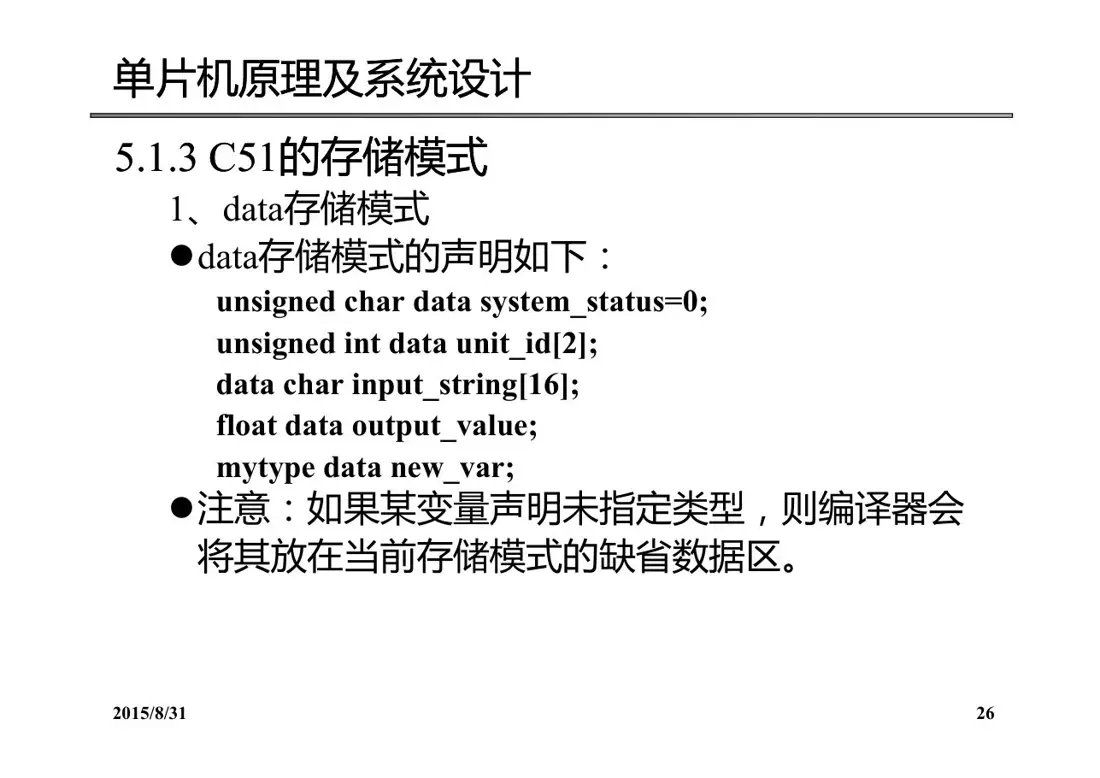 单片机原理及系统设计
5.1.3 C51的存储模式
1、data存储模式
●data存储模式的声明如下：
unsigned char data system_status=0;
unsigned int data unit_id[2];
data char input_string[16];
float data output_value;
mytype data new_var;
●注意：如果某变量声明未指定类型，则编译器会
将其放在当前存储模式的缺省数据区。
2015/8/31
26